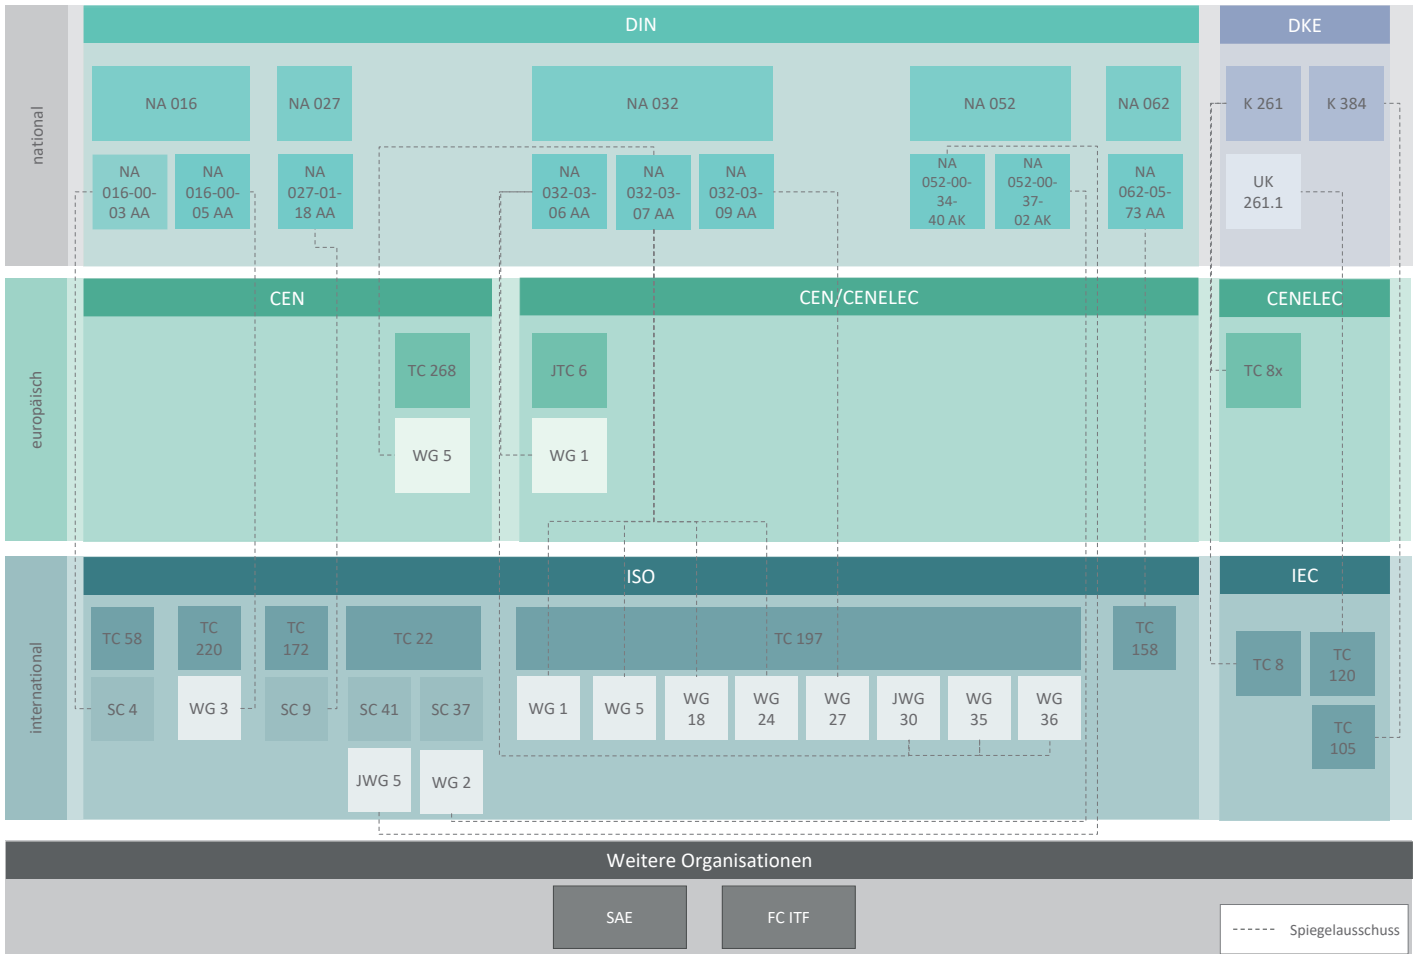 DIN
DKE
national
NA 016
NA 027
NA 032
NA 052
NA 062
K 261
K 384
NA
016-00-
03 AA
NA
016-00-
05 AA
NA
027-01-
18 AA
NA
032-03-
06 AA
NA
032-03-
07 AA
NA
032-03-
09 AA
NA
052-00-
34-
40 AK
NA
052-00-
37-
02 AK
NA
062-05-
73 AA
UK
261.1
europäisch
CEN
CEN/CENELEC
CENELEC
TC 268
JTC 6
TC 8x
WG 5
WG 1
international
ISO
IEC
TC 58
TC
220
TC
172
TC 22
TC 197
TC
158
TC 8
TC
120
SC 4
WG 3
SC 9
SC 41
SC 37
WG 1
WG 5
WG
18
WG
24
WG
27
JWG
30
WG
35
WG
36
TC
105
JWG 5
WG 2
Weitere Organisationen
SAE
FC ITF
Spiegelausschuss